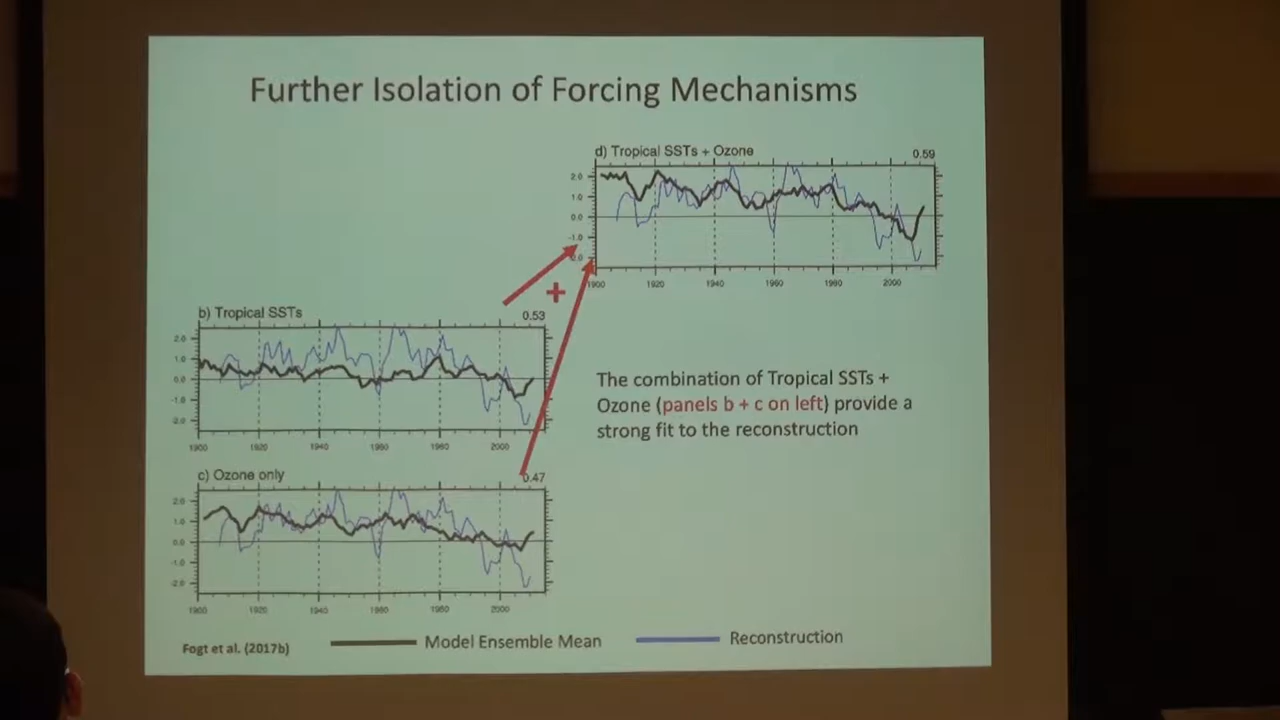 Further Isolation of Forcing Mechanisms
d) Tropical SSTs + Ozone 0.59
2.0
1.0
0.0
-1.0
1900 1920 1940 1960 1980 2000
+
b) Tropical SSTs 0.53
2.0
1.0
0.0
-1.0
-2.0
1900 1920 1940 1960 1980 2000
The combination of Tropical SSTs +
Ozone (panels b + c on left) provide a
strong fit to the reconstruction
c) Ozone only 0.47
2.0
1.0
0.0
-1.0
-2.0
1900 1920 1940 1960 1980 2000
Fogt et al. (2017b)
Model Ensemble Mean
Reconstruction